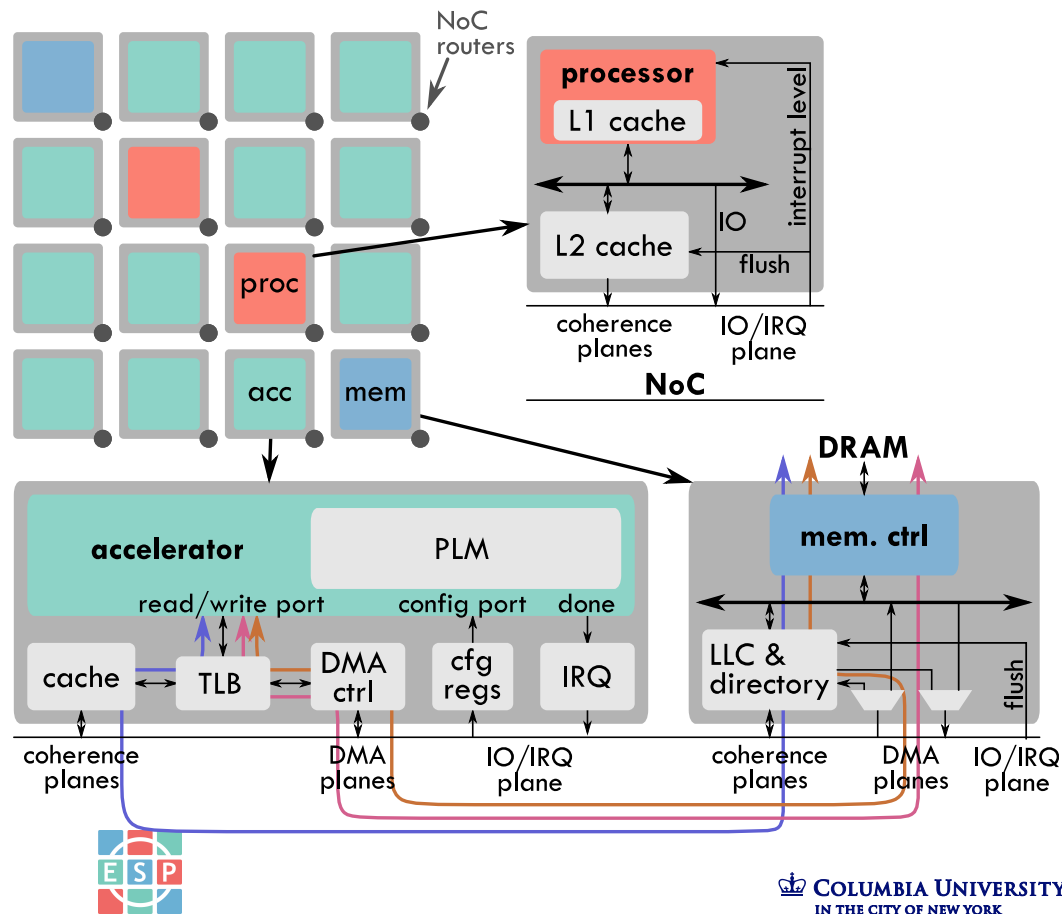 NoC
routers
processor
L1 cache
interrupt level
IO
L2 cache
flush
coherence
planes
IO/IRQ
plane
NoC
proc
acc
mem
accelerator
PLM
read/write port
config port
done
cache
TLB
DMA
ctrl
cfg
regs
IRQ
coherence
planes
DMA
planes
IO/IRQ
plane
DRAM
mem. ctrl
LLC &
directory
flush
coherence
planes
DMA
planes
IO/IRQ
plane
E S P
COLUMBIA UNIVERSITY
IN THE CITY OF NEW YORK